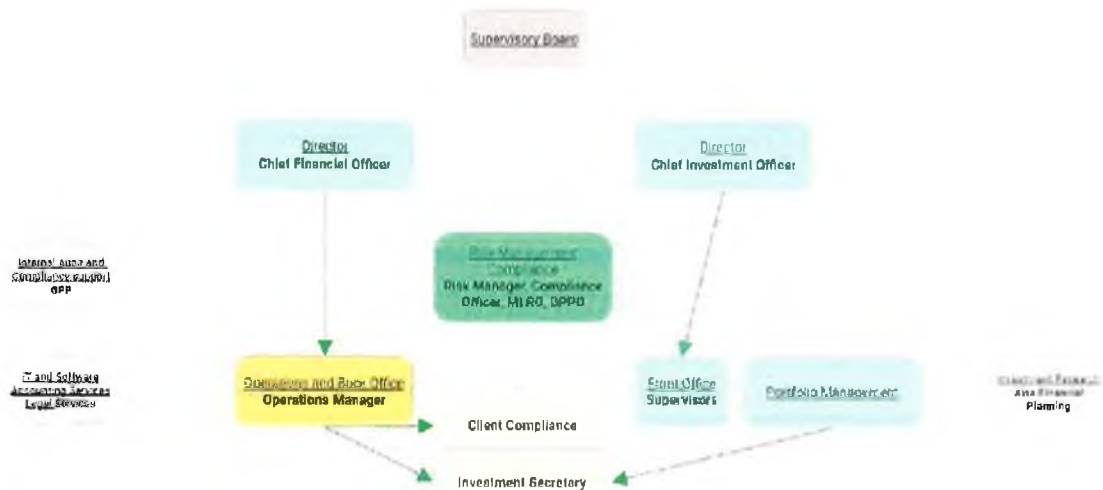 Supervisory Board
Director
Chief Financial Officer
Director
Chief Investment Officer
Internal Audit and
Compliance support
Risk Management
Compliance
Risk Manager, Compliance
Officer, MLRO, DPPO
IT and Software
Accounting Services
Legal Services
Operations and Back Office
Operations Manager
Front Office
Supervisors
Portfolio Management
and Financial
Planning
Client Compliance
Investment Secretary